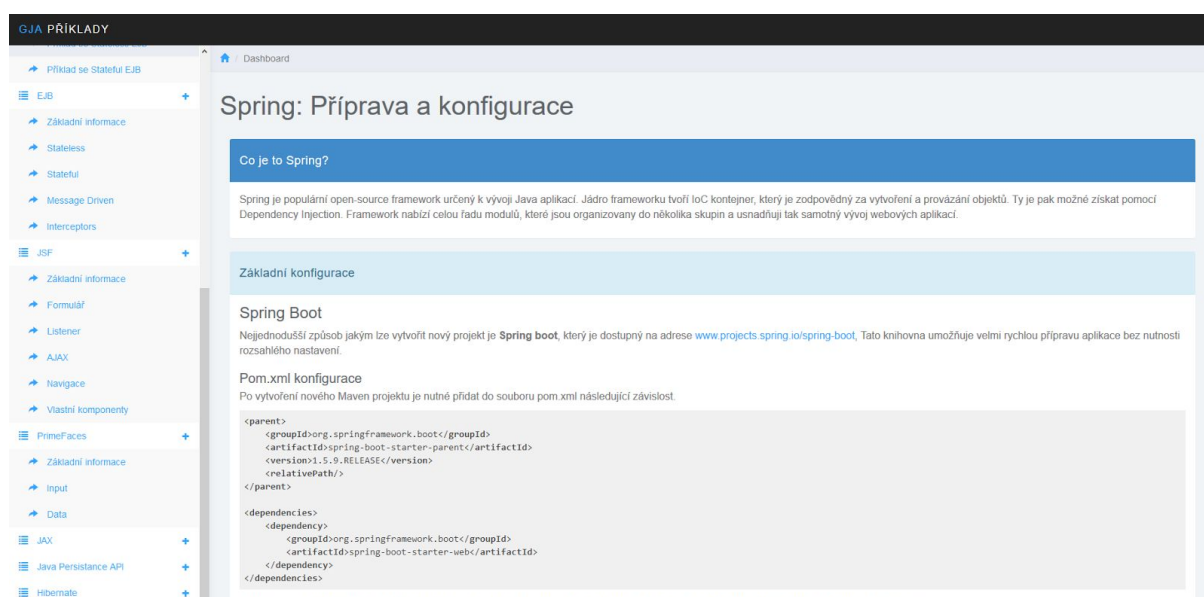 GJA PŘÍKLADY
Příklad se Stateful EJB
EJB
Základní informace
Stateless
Stateful
Message Driven
Interceptors
JSF
Základní informace
Formulář
Listener
AJAX
Navigace
Vlastní komponenty
PrimeFaces
Základní informace
Input
Data
JAX
Java Persistance API
Hibernate
/ Dashboard
Spring: Příprava a konfigurace
Co je to Spring?
Spring je populární open-source framework určený k vývoji Java aplikací. Jádro frameworku tvoří IoC kontejner, který je zodpovědný za vytvoření a provázání objektů. Ty je pak možné získat pomocí
Dependency Injection. Framework nabízí celou řadu modulů, které jsou organizovany do několika skupin a usnadňuji tak samotný vývoj webových aplikací.
Základní konfigurace
Spring Boot
Nejjednodušší způsob jakým lze vytvořit nový projekt je Spring boot, který je dostupný na adrese www.projects.spring.io/spring-boot, Tato knihovna umožňuje velmi rychlou přípravu aplikace bez nutnosti
rozsahlého nastavení.
Pom.xml konfigurace
Po vytvoření nového Maven projektu je nutné přidat do souboru pom.xml následující závislost.
<parent>
<groupId>org.springframework.boot</groupId>
<artifactId>spring-boot-starter-parent</artifactId>
<version>1.5.9.RELEASE</version>
<relativePath/>
</parent>
<dependencies>
<dependency>
<groupId>org.springframework.boot</groupId>
<artifactId>spring-boot-starter-web</artifactId>
</dependency>
</dependencies>